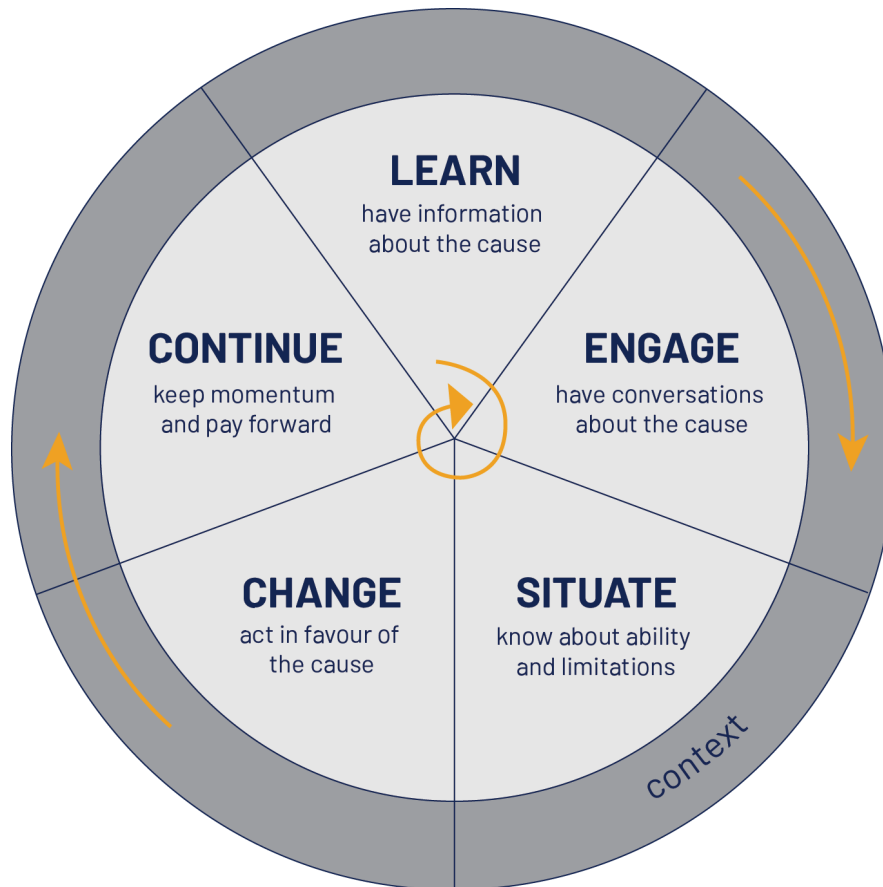 LEARN
have information
about the cause
ENGAGE
have conversations
about the cause
SITUATE
know about ability
and limitations
CHANGE
act in favour of
the cause
CONTINUE
keep momentum
and pay forward
context